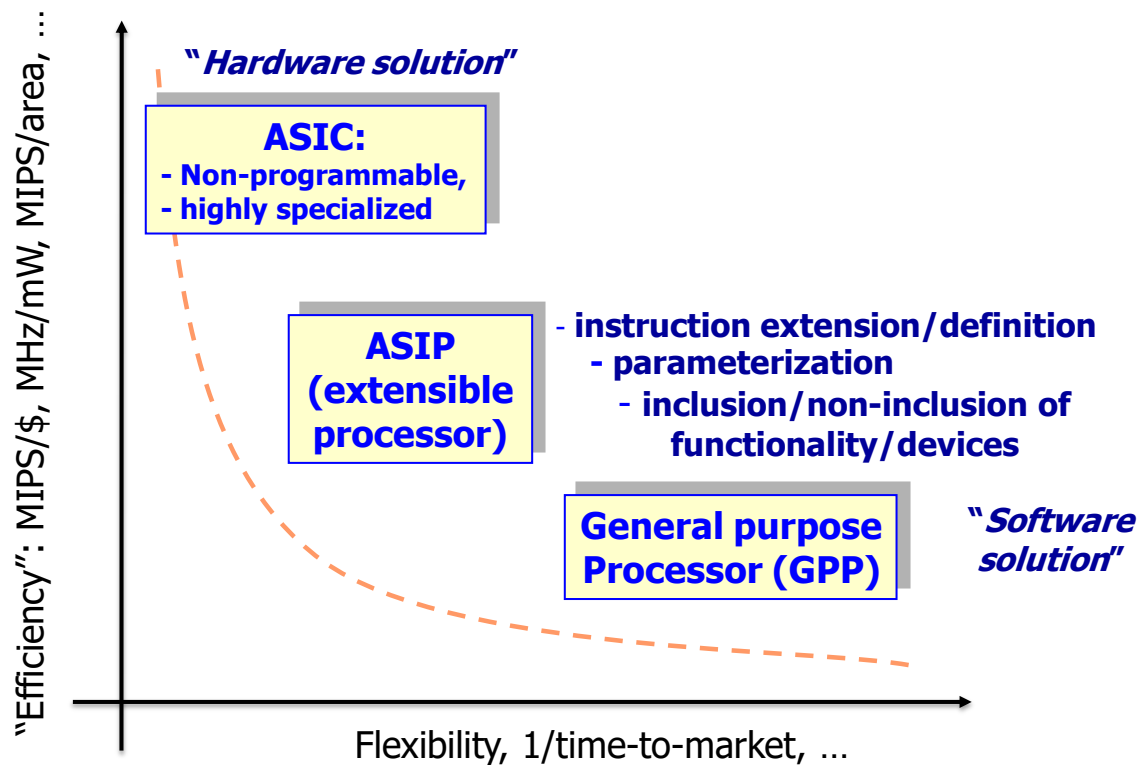 "Efficiency": MIPS/$, MHz/mW, MIPS/area, ...
"Hardware solution"
ASIC:
- Non-programmable,
- highly specialized
ASIP
(extensible
processor)
- instruction extension/definition
- parameterization
- inclusion/non-inclusion of
functionality/devices
General purpose
Processor (GPP)
"Software
solution"
Flexibility, 1/time-to-market, ...